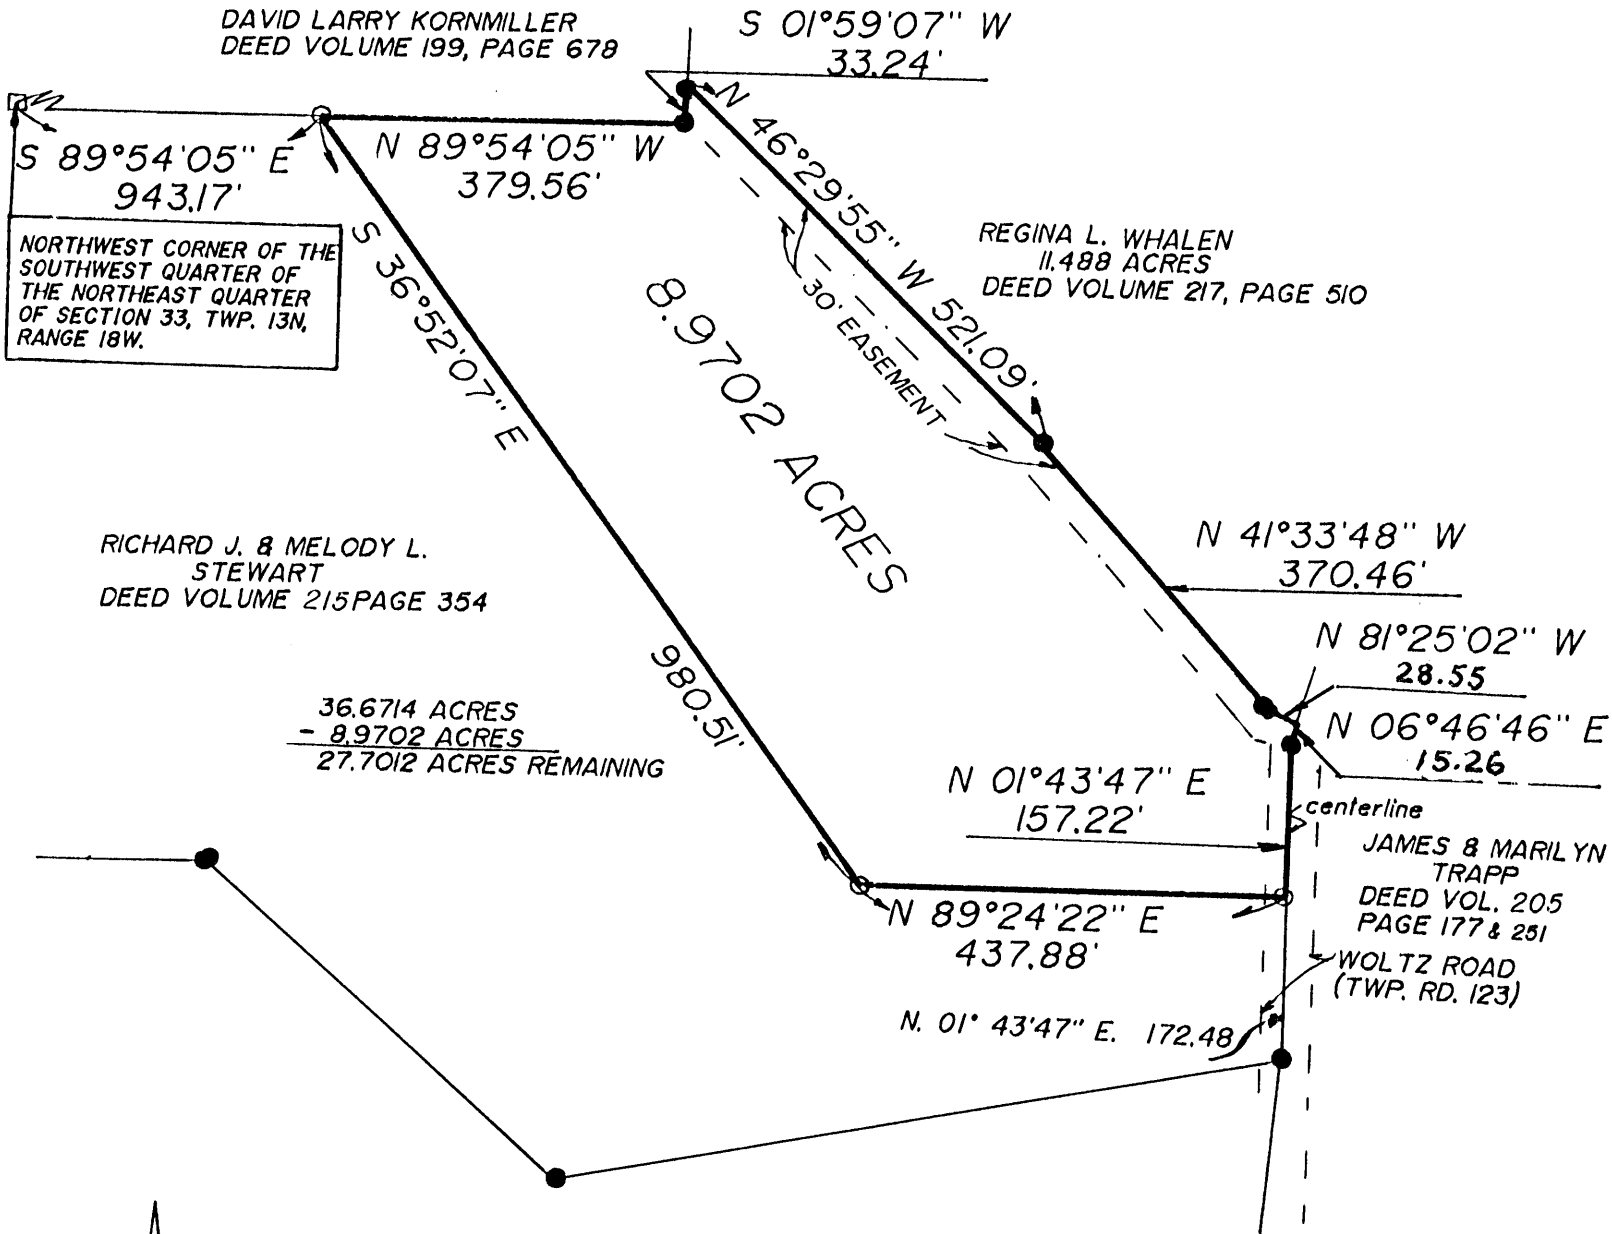 DAVID LARRY KORNMILLER
DEED VOLUME 199, PAGE 678
S 01°59'07" W
33.24'
S 89°54'05" E
943.17'
N 89°54'05" W
379.56'
N 46°29'55" W 521.09'
NORTHWEST CORNER OF THE
SOUTHWEST QUARTER OF
THE NORTHEAST QUARTER
OF SECTION 33, TWP. 13N,
RANGE 18W.
S 36°52'07" E
980.51'
REGINA L. WHALEN
11.488 ACRES
DEED VOLUME 217, PAGE 510
30' EASEMENT
8.9702 ACRES
RICHARD J. & MELODY L.
STEWART
DEED VOLUME 215 PAGE 354
N 41°33'48" W
370.46'
N 81°25'02" W
28.55
N 06°46'46" E
15.26
36.6714 ACRES
- 8.9702 ACRES
27.7012 ACRES REMAINING
N 01°43'47" E
157.22'
centerline
JAMES & MARILYN
TRAPP
DEED VOL. 205
PAGE 177 & 251
N 89°24'22" E
437.88'
WOLTZ ROAD
(TWP. RD. 123)
N. 01° 43'47" E. 172.48